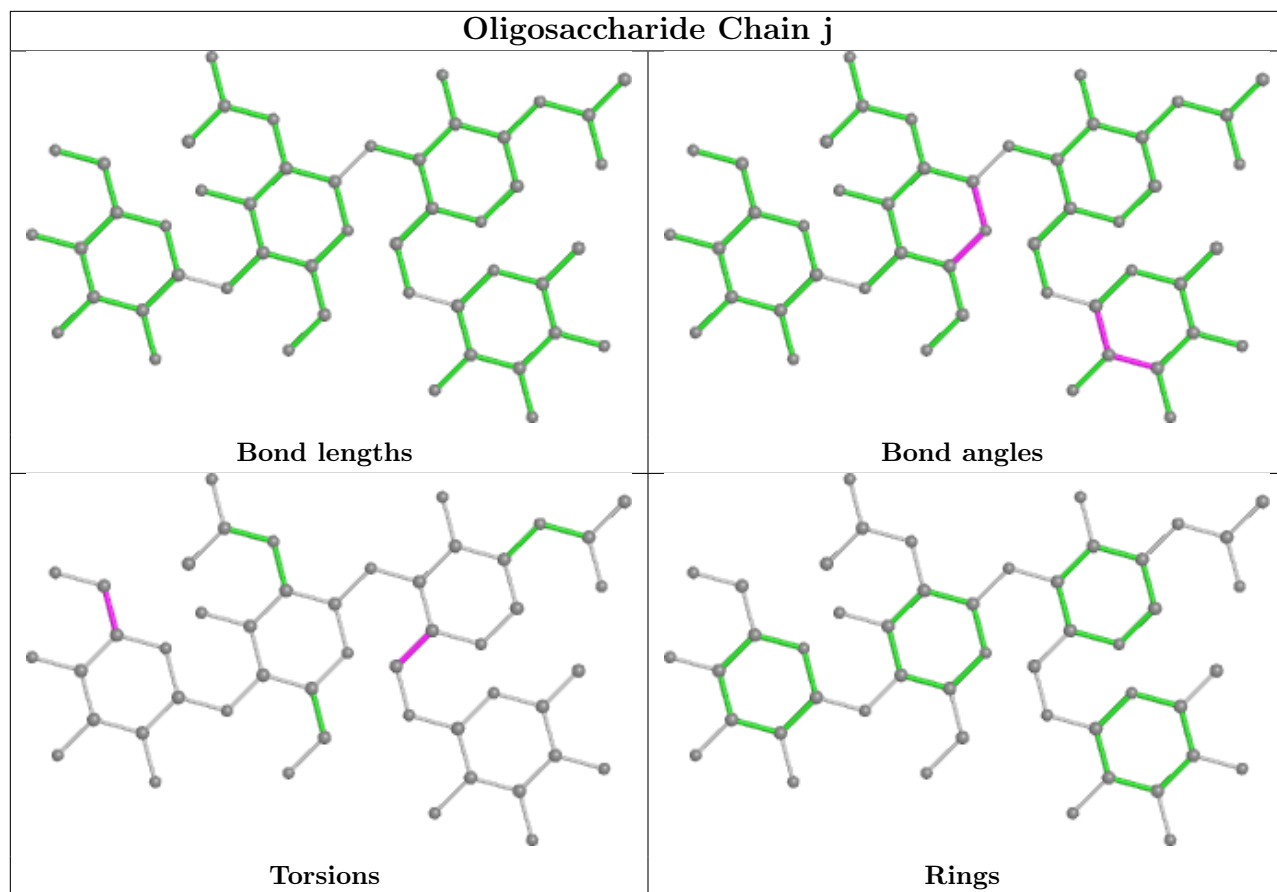 Oligosaccharide Chain j
Bond lengths
Bond angles
Torsions
Rings